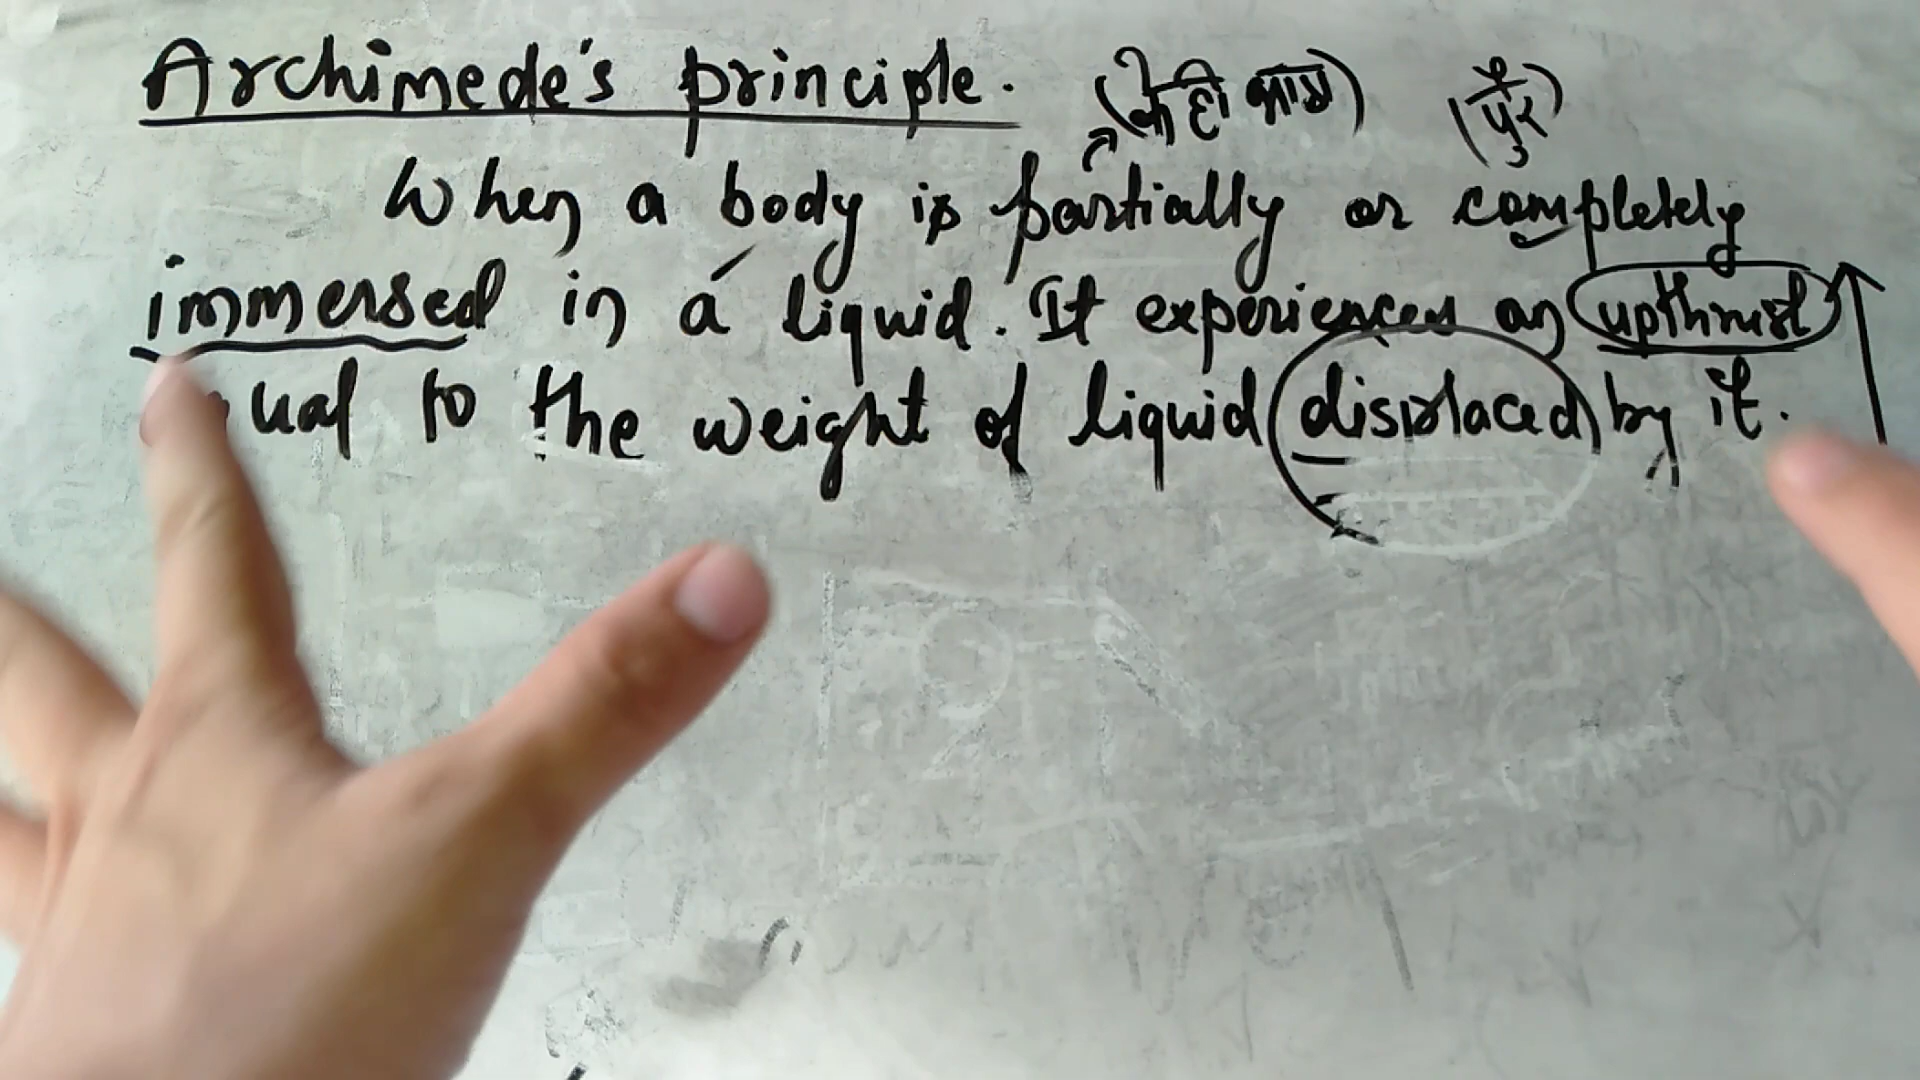 Archimede's principle.
When a body is partially or completely
immersed in a liquid. It experiences an upthrust
ual to the weight of liquid displaced by it.